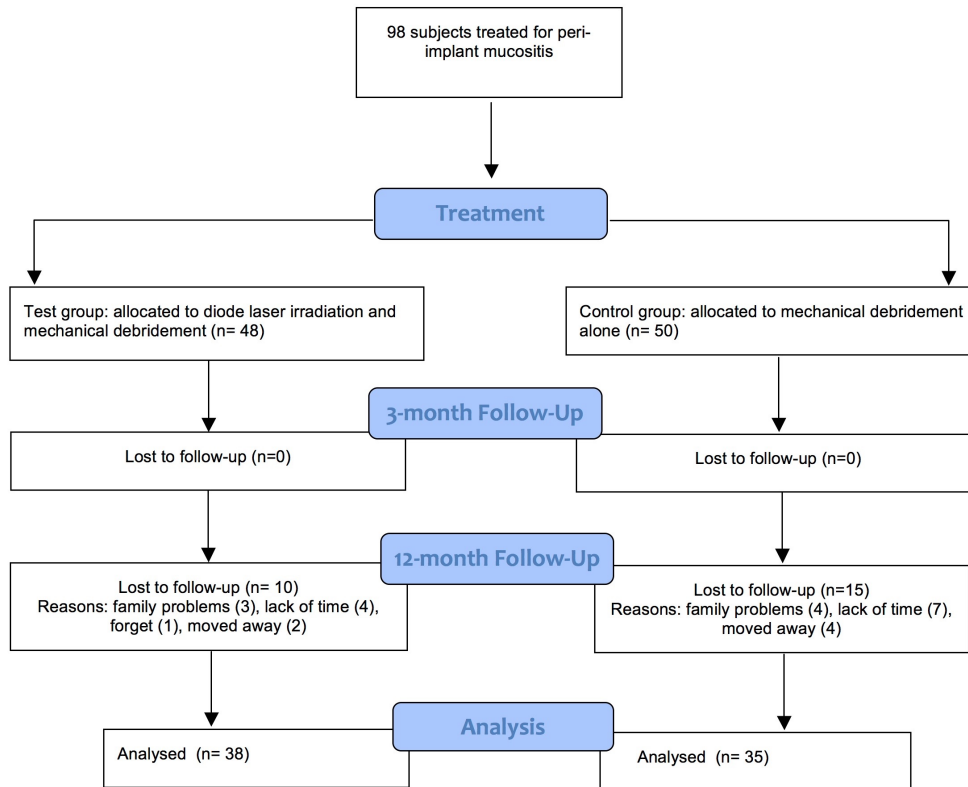 98 subjects treated for peri-
implant mucositis
Treatment
Test group: allocated to diode laser irradiation and
mechanical debridement (n= 48)
Control group: allocated to mechanical debridement
alone (n= 50)
3-month Follow-Up
Lost to follow-up (n=0)
Lost to follow-up (n=0)
12-month Follow-Up
Lost to follow-up (n= 10)
Reasons: family problems (3), lack of time (4),
forget (1), moved away (2)
Lost to follow-up (n=15)
Reasons: family problems (4), lack of time (7),
moved away (4)
Analysis
Analysed (n= 38)
Analysed (n= 35)